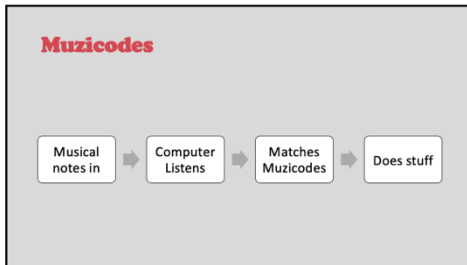 Muzicodes
Musical
notes in
Computer
Listens
Matches
Muzicodes
Does stuff